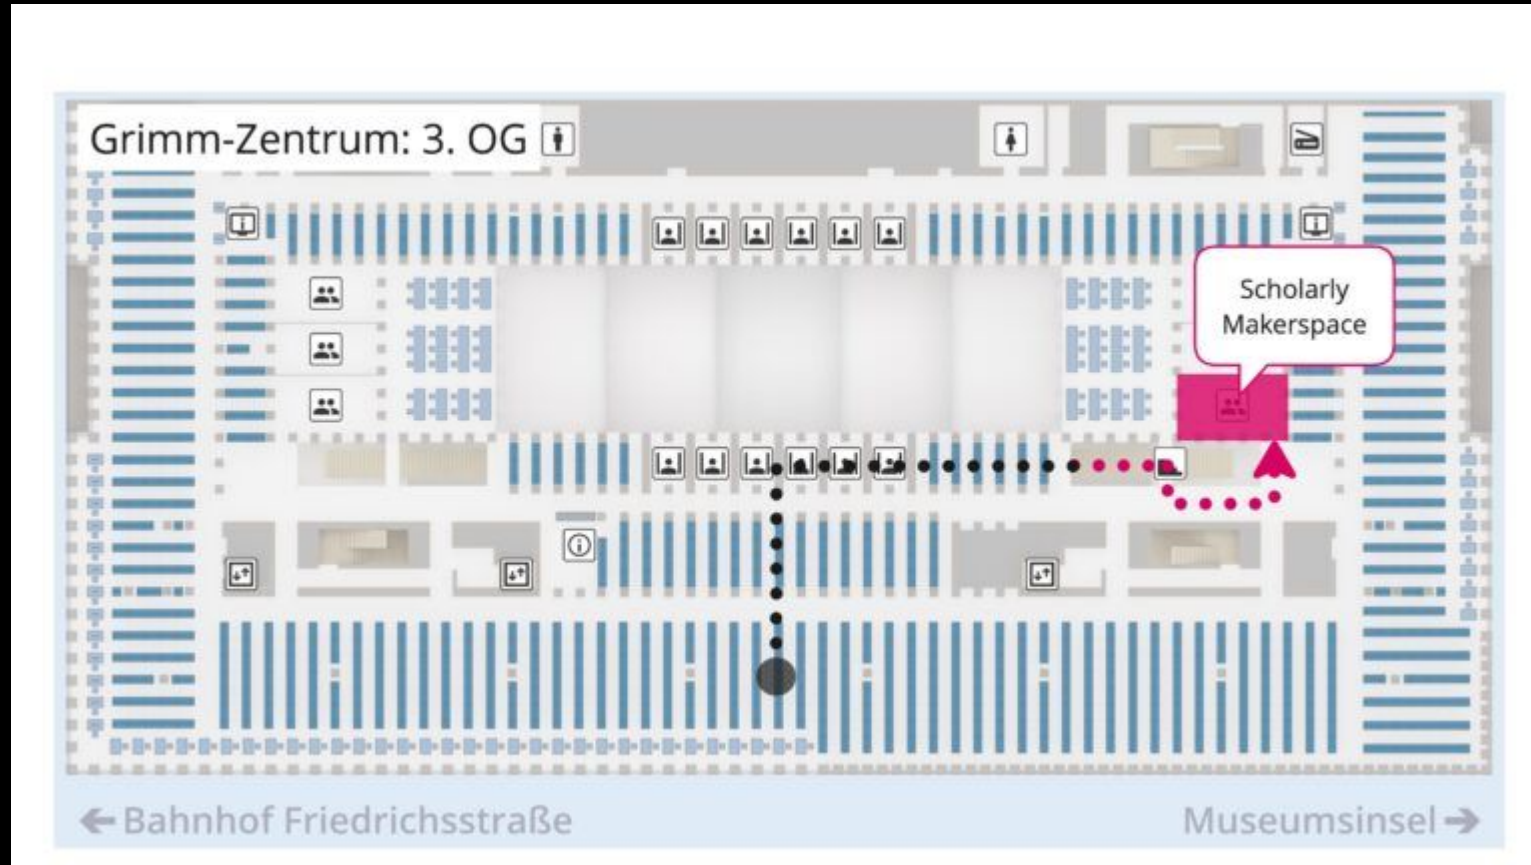 Grimm-Zentrum: 3. OG
Scholarly
Makerspace
← Bahnhof Friedrichsstraße
Museumsinsel →